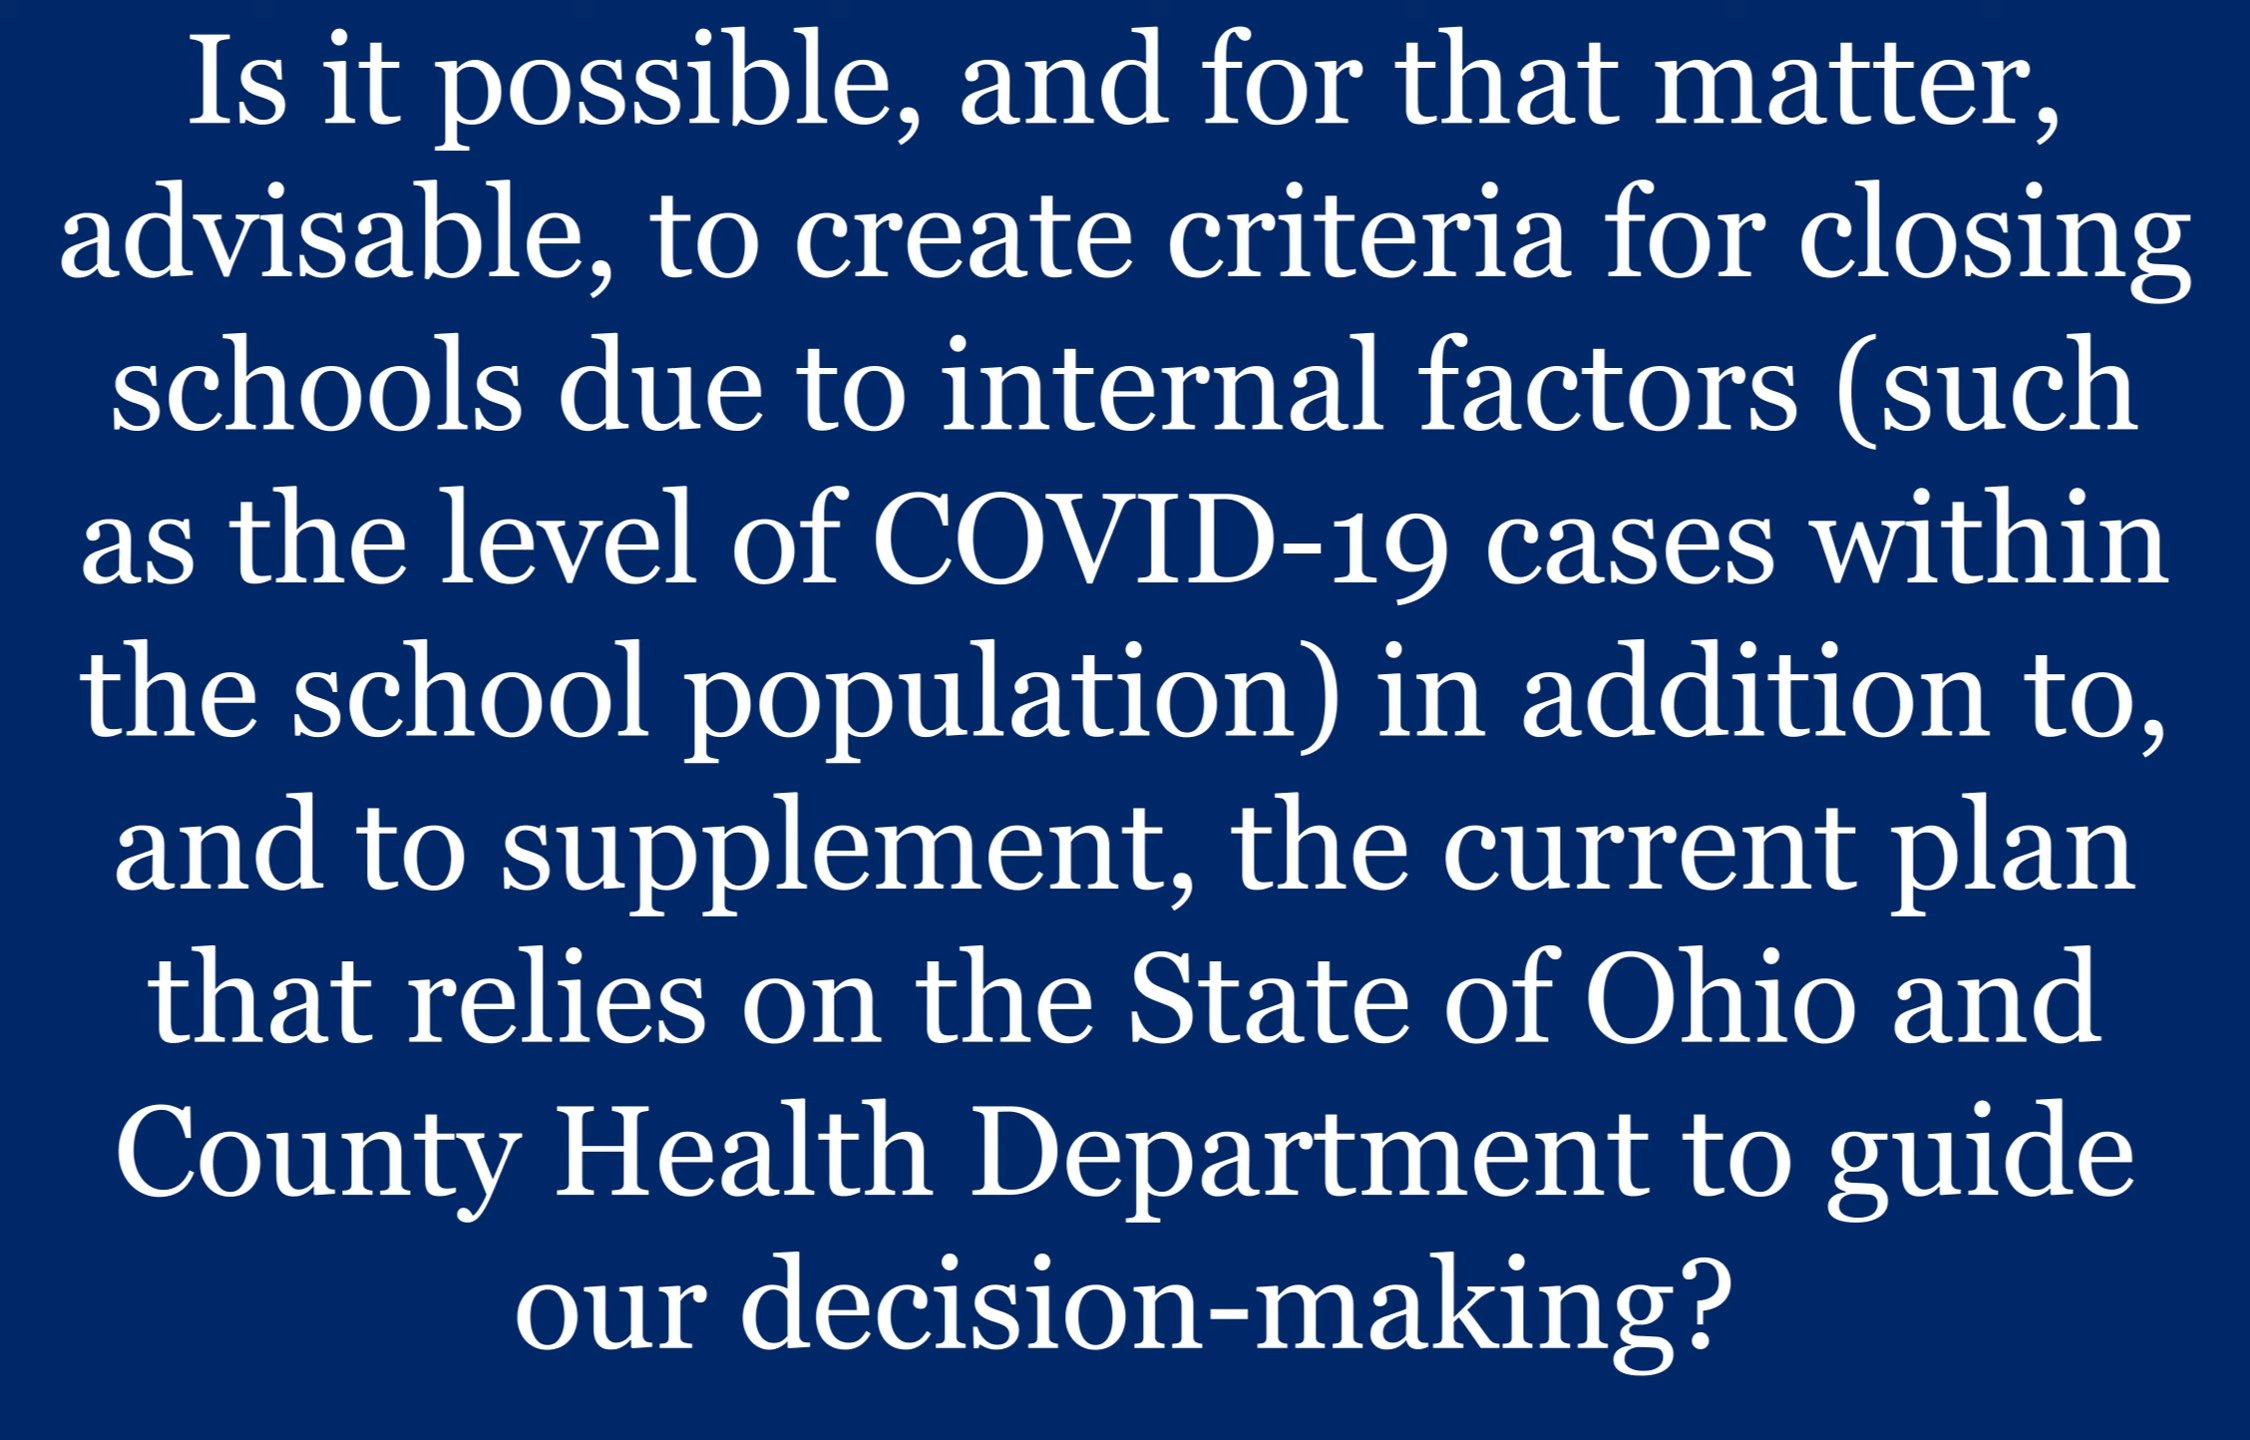 Is it possible, and for that matter,
advisable, to create criteria for closing
schools due to internal factors (such
as the level of COVID-19 cases within
the school population) in addition to,
and to supplement, the current plan
that relies on the State of Ohio and
County Health Department to guide
our decision-making?